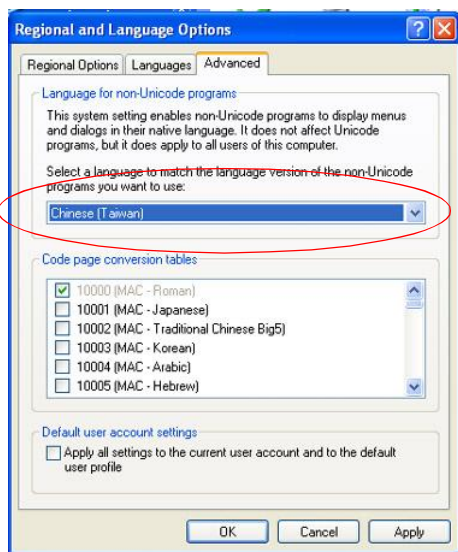 Regional and Language Options
Regional Options Languages Advanced
Language for non-Unicode programs
This system setting enables non-Unicode programs to display menus
and dialogs in their native language. It does not affect Unicode
programs, but it does apply to all users of this computer.
Select a language to match the language version of the non-Unicode
programs you want to use:
Chinese (Taiwan)
Code page conversion tables
10000 (MAC - Roman)
10001 (MAC - Japanese)
10002 (MAC - Traditional Chinese Big5)
10003 (MAC - Korean)
10004 (MAC - Arabic)
10005 (MAC - Hebrew)
Default user account settings
Apply all settings to the current user account and to the default
user profile
OK Cancel Apply